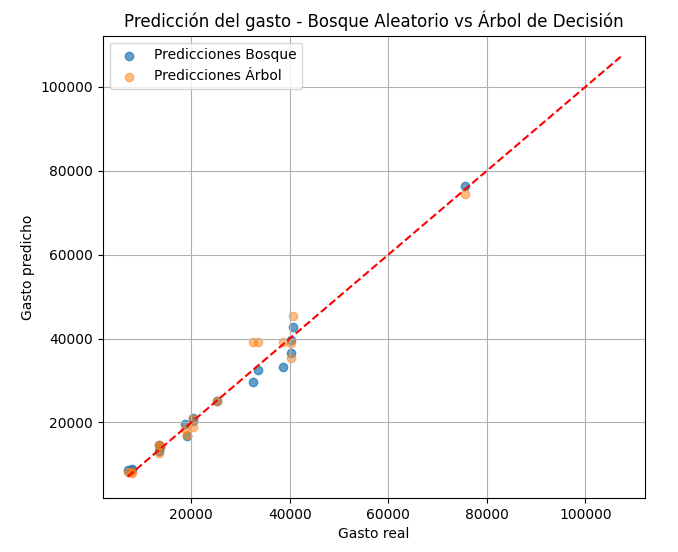 Predicción del gasto - Bosque Aleatorio vs Árbol de Decisión
Predicciones Bosque
Predicciones Árbol
100000
80000
60000
40000
20000
Gasto predicho
20000 40000 60000 80000 100000
Gasto real